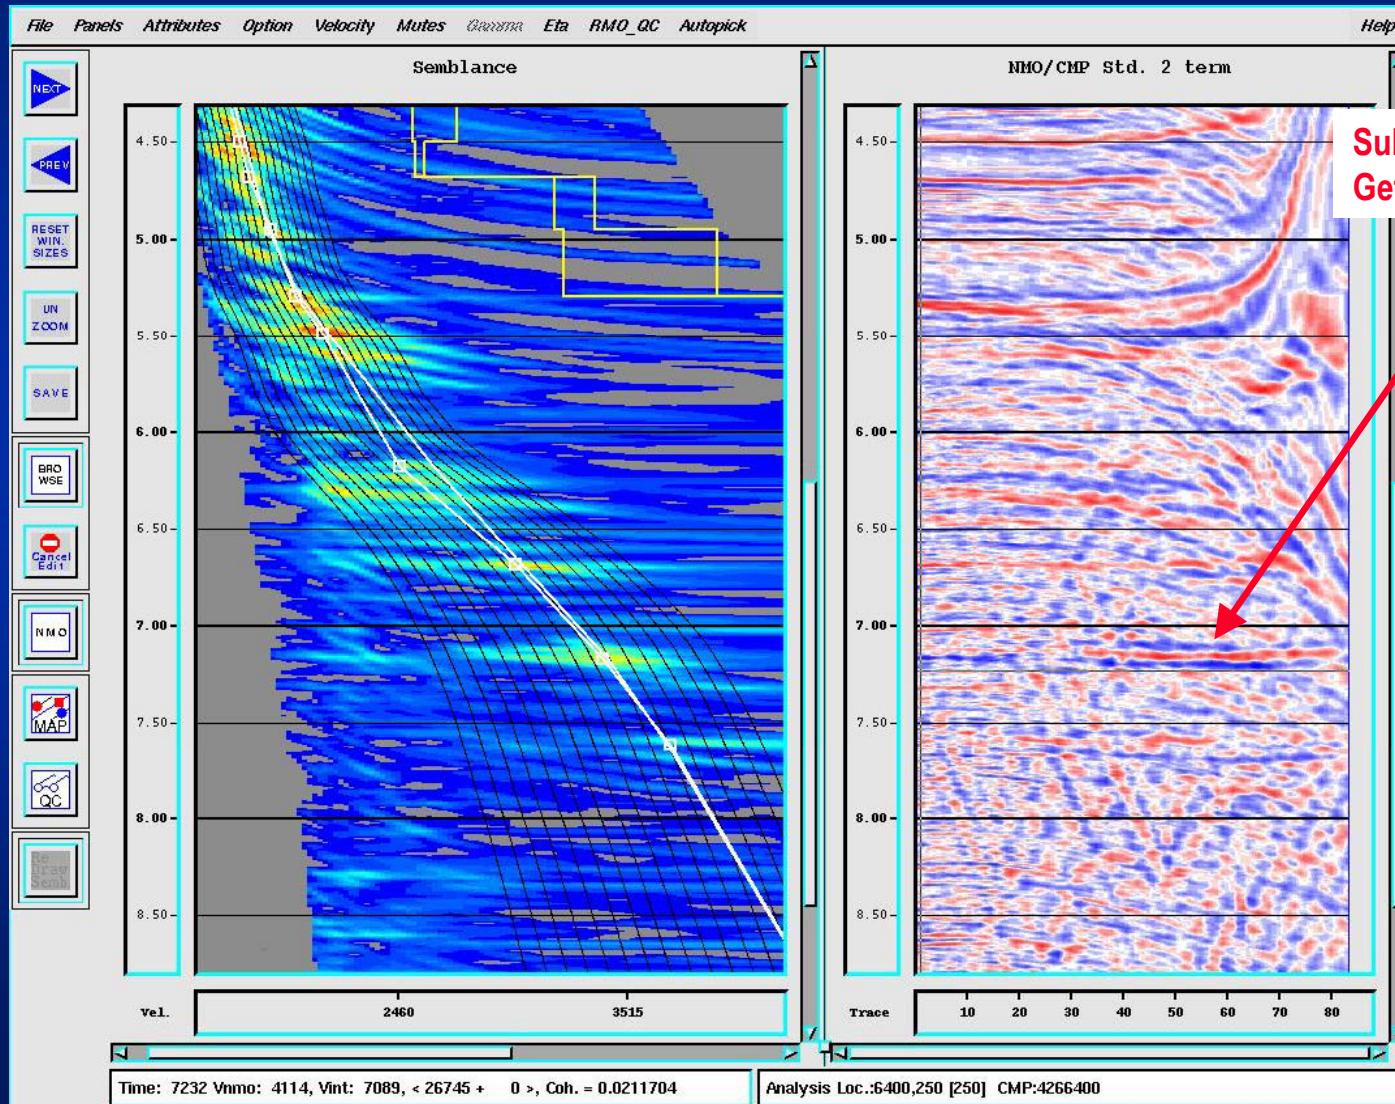 File Panels Attributes Option Velocity Mutes Gamma Eta RMO_QC Autopick Help
Semblance
NMO/CMP Std. 2 term
NEXT
PREV
RESET
WIN.
SIZES
UN
ZOOM
SAVE
BRO
WSE
Cancel
Edit
NMO
MAP
QC
Re
Draw
Semb
4.50
5.00
5.50
6.00
6.50
7.00
7.50
8.00
8.50
4.50
5.00
5.50
6.00
6.50
7.00
7.50
8.00
8.50
Vel. 2460 3515
Trace 10 20 30 40 50 60 70 80
Time: 7232 Vnmo: 4114, Vint: 7089, < 26745 + 0 >, Coh. = 0.0211704
Analysis Loc.:6400,250 [250] CMP:4266400